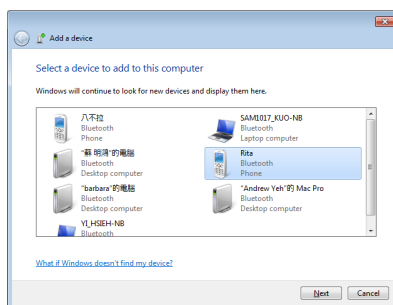 Add a device
Select a device to add to this computer
Windows will continue to look for new devices and display them here.
八不拉
Bluetooth
Phone
SAM1017_KUO-NB
Bluetooth
Laptop computer
"蘇 明鴻"的電腦
Bluetooth
Desktop computer
Rita
Bluetooth
Phone
"barbara"的電腦
Bluetooth
Desktop computer
"Andrew Yeh"的 Mac Pro
Bluetooth
Desktop computer
YI_HSIEH-NB
Bluetooth
What if Windows doesn't find my device?
Next
Cancel